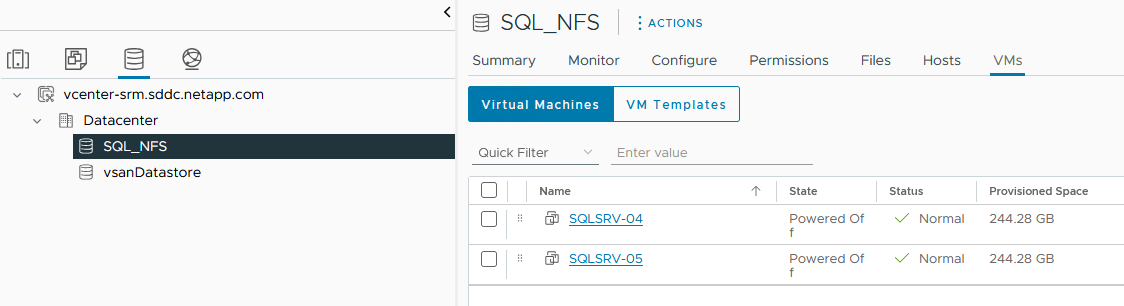 SQL_NFS
ACTIONS
Summary Monitor Configure Permissions Files Hosts VMs
vcenter-srm.sddc.netapp.com
Datacenter
SQL_NFS
vsanDatastore
Virtual Machines VM Templates
Quick Filter Enter value
Name State Status Provisioned Space
SQLSRV-04 Powered Of Normal 244.28 GB
f
SQLSRV-05 Powered Of Normal 244.28 GB
f